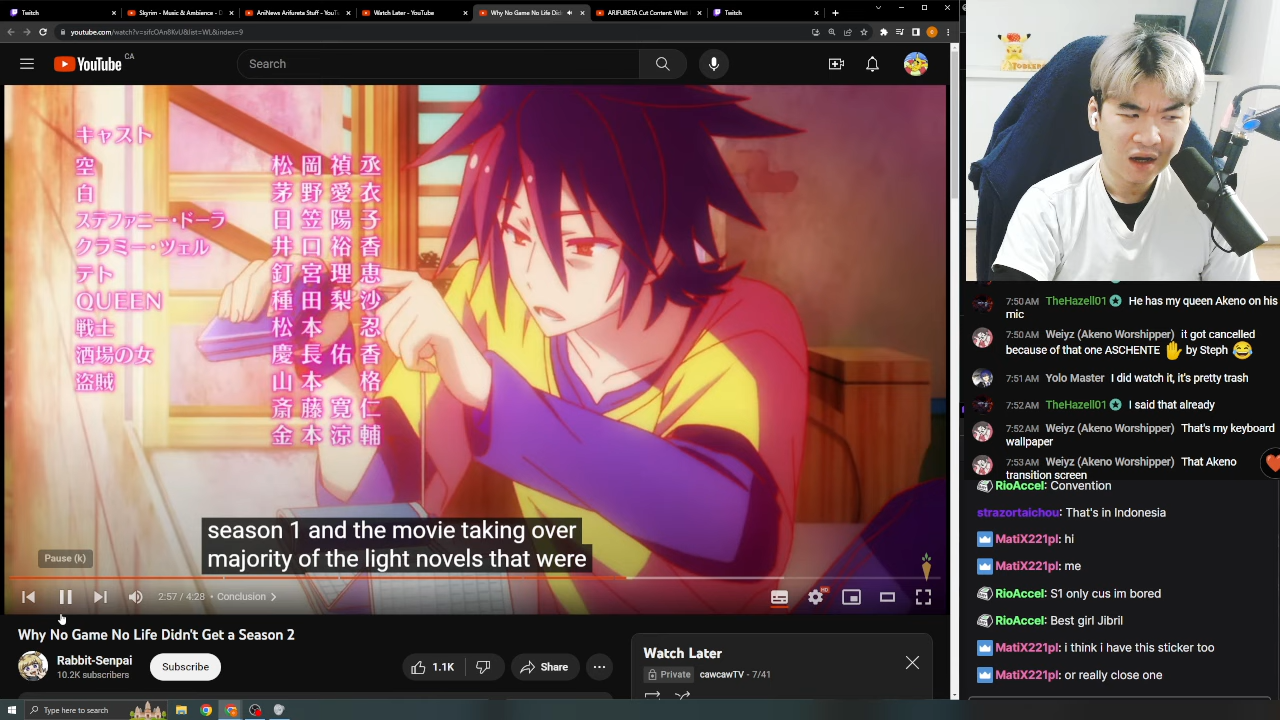 Twitch
Skyrim - Music & Ambience - D
AniNews Arifureta Stuff - YouT
Watch Later - YouTube
Why No Game No Life Did
ARIFURETA Cut Content: What
Twitch
youtube.com/watch?v=aifcOAn8KvU&list=WL&index=9
YouTube CA
Search
キャスト
空 松岡禎丞
白 茅野愛衣
ステファニー・ドーラ 日笠陽子
クラミー・ツェル 井口裕香
テト 釘宮理恵
QUEEN 種田梨沙
戦士 松本忍
酒場の女 慶長佑香
盗賊 山本格
斎藤寛仁
金本涼輔
season 1 and the movie taking over
majority of the light novels that were
Pause (k)
2:57 / 4:28 • Conclusion
HD
Why No Game No Life Didn't Get a Season 2
Rabbit-Senpai
10.2K subscribers
Subscribe
1.1K
Share
Watch Later
Private cawcawTV - 7/41
Type here to search
7:50 AM TheHazell01 He has my queen Akeno on his
mic
7:50 AM Weiyz (Akeno Worshipper) it got cancelled
because of that one ASCHENTE ✋ by Steph 😂
7:51 AM Yolo Master I did watch it, it's pretty trash
7:52 AM TheHazell01 I said that already
7:52 AM Weiyz (Akeno Worshipper) That's my keyboard
wallpaper
7:53 AM Weiyz (Akeno Worshipper) That Akeno
transition screen
RioAccel: Convention
strazortaichou: That's in Indonesia
MatiX221pl: hi
MatiX221pl: me
RioAccel: S1 only cus im bored
RioAccel: Best girl Jibril
MatiX221pl: i think i have this sticker too
MatiX221pl: or really close one